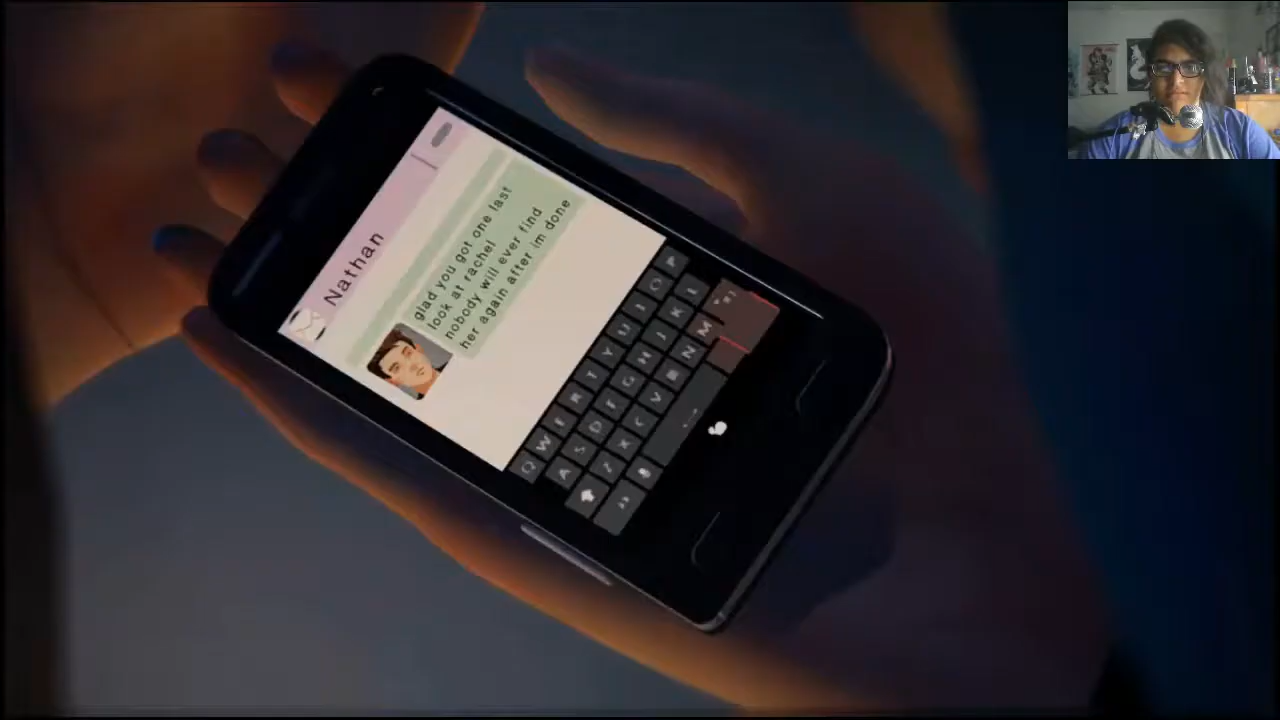 Nathan
glad you got one last
look at rachel
nobody will ever find
her again after im done
Q W E R T Y U I O P
A S D F G H J K L
Z X C V B N M